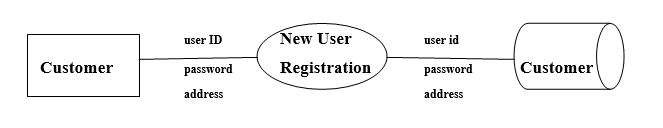 Customer
user ID
password
address
New User
Registration
user id
password
address
Customer